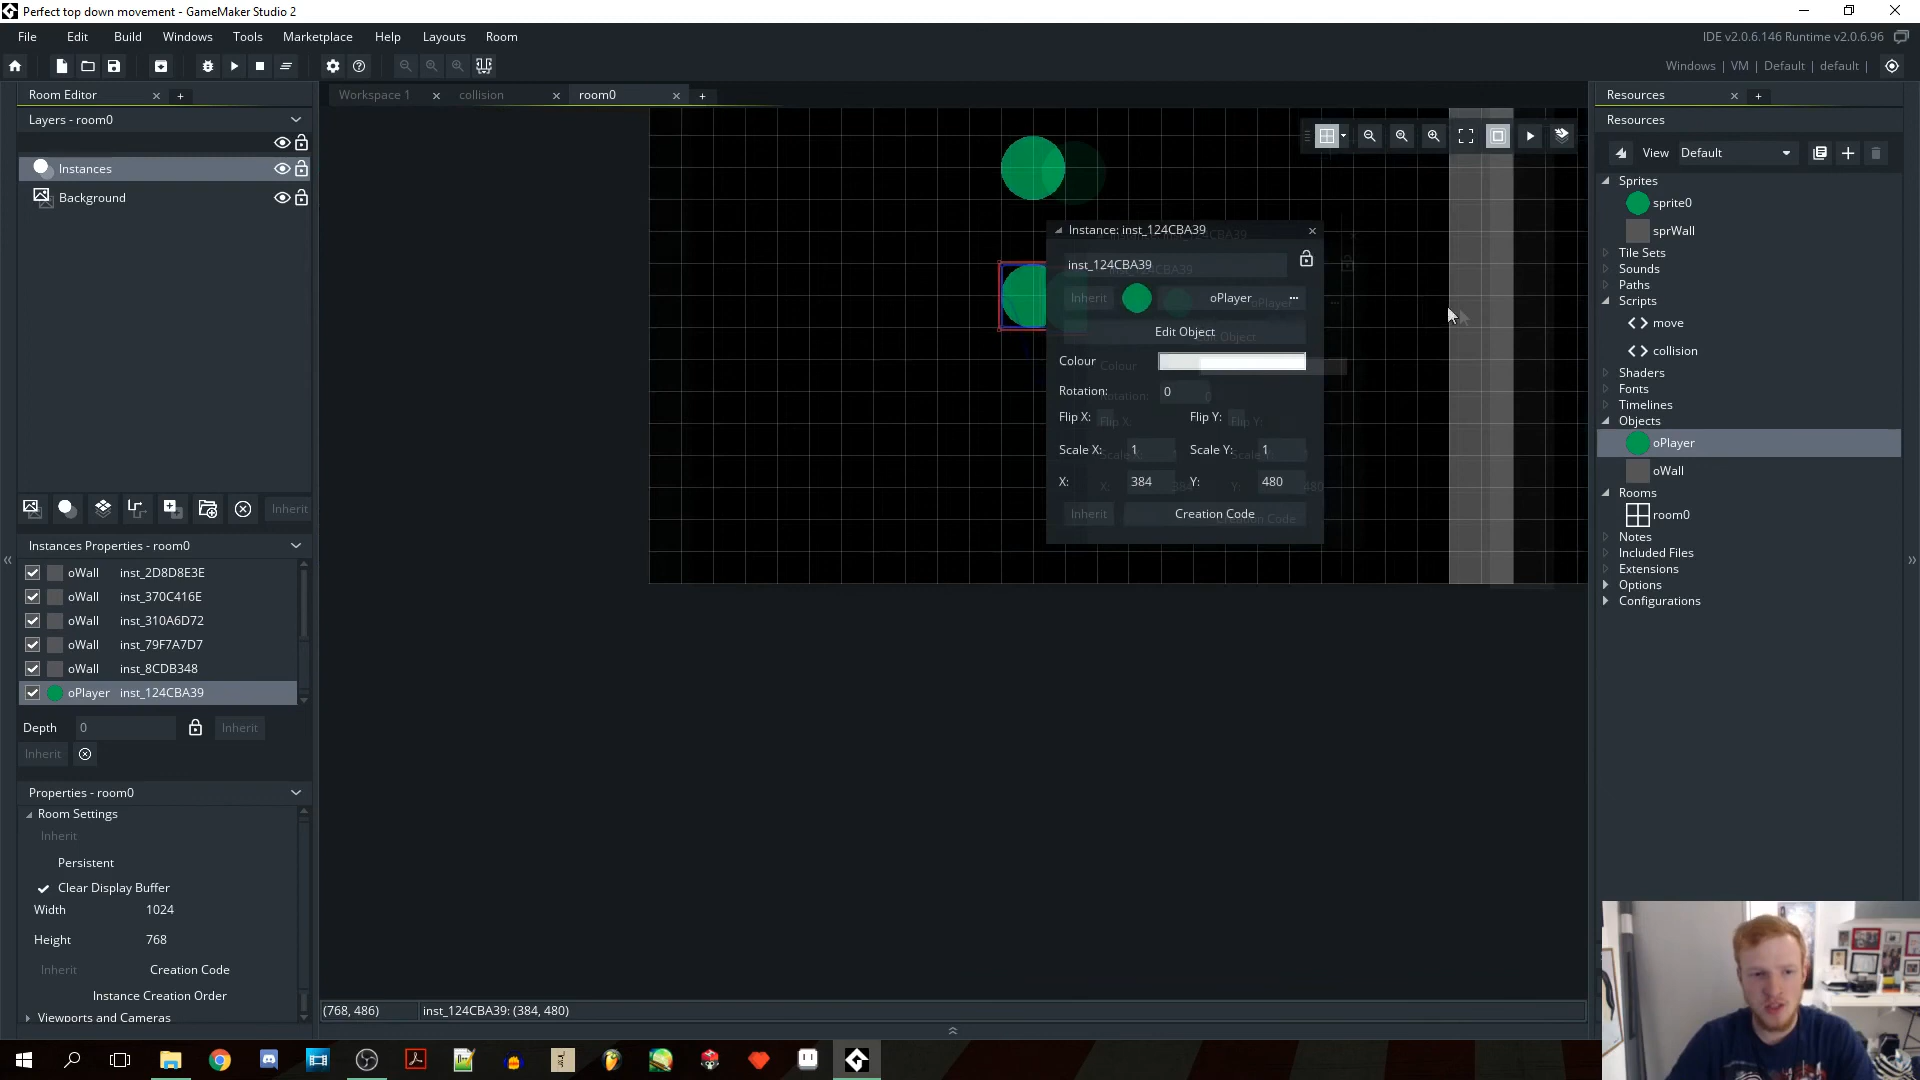 Perfect top down movement - GameMaker Studio 2
File Edit Build Windows Tools Marketplace Help Layouts Room
IDE v2.0.6.146 Runtime v2.0.6.96
Windows | VM | Default | default |
Room Editor
Layers - room0
Instances
Background
Inherit
Instances Properties - room0
oWall inst_2D8D8E3E
oWall inst_370C416E
oWall inst_310A6D72
oWall inst_79F7A7D7
oWall inst_8CDB348
oPlayer inst_124CBA39
Depth 0 Inherit
Inherit
Properties - room0
Room Settings
Inherit
Persistent
Clear Display Buffer
Width 1024
Height 768
Inherit Creation Code
Instance Creation Order
Viewports and Cameras
Workspace 1 collision room0
Instance: inst_124CBA39
inst_124CBA39
Inherit oPlayer ...
Edit Object
Colour
Rotation: 0
Flip X: Flip Y:
Scale X: 1 Scale Y: 1
X: 384 Y: 480
Inherit Creation Code
(768, 486) inst_124CBA39: (384, 480)
Resources
Resources
View Default
Sprites
sprite0
sprWall
Tile Sets
Sounds
Paths
Scripts
move
collision
Shaders
Fonts
Timelines
Objects
oPlayer
oWall
Rooms
room0
Notes
Included Files
Extensions
Options
Configurations